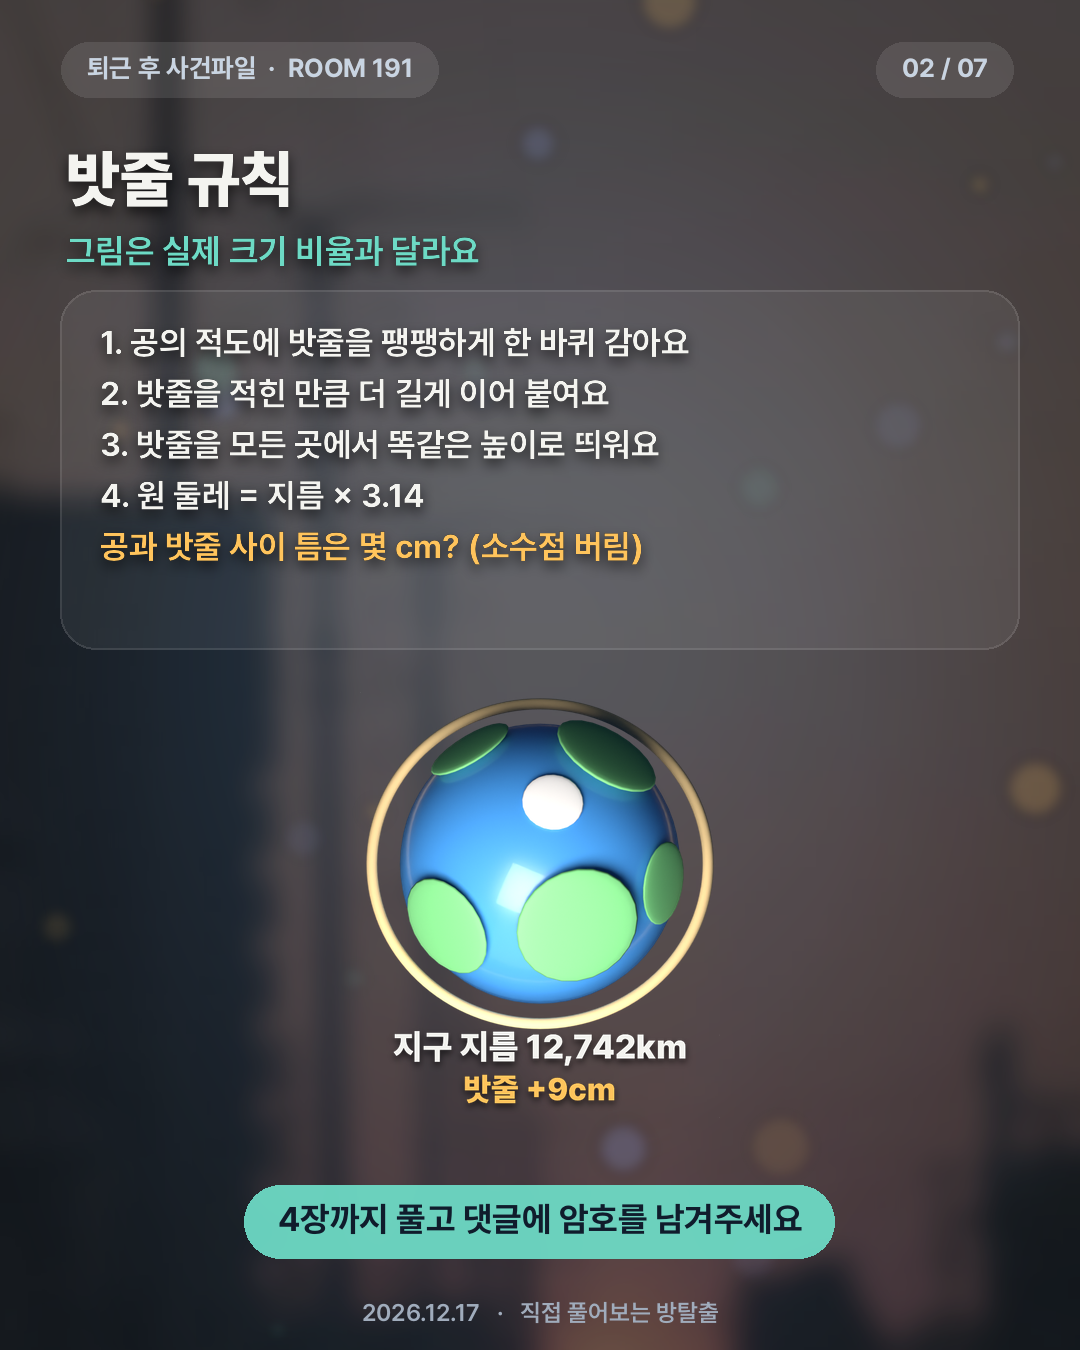 퇴근 후 사건파일 · ROOM 191
02 / 07
밧줄 규칙
그림은 실제 크기 비율과 달라요
1. 공의 적도에 밧줄을 팽팽하게 한 바퀴 감아요
2. 밧줄을 적힌 만큼 더 길게 이어 붙여요
3. 밧줄을 모든 곳에서 똑같은 높이로 띄워요
4. 원 둘레 = 지름 × 3.14
공과 밧줄 사이 틈은 몇 cm? (소수점 버림)
지구 지름 12,742km
밧줄 +9cm
4장까지 풀고 댓글에 암호를 남겨주세요
2026.12.17 · 직접 풀어보는 방탈출